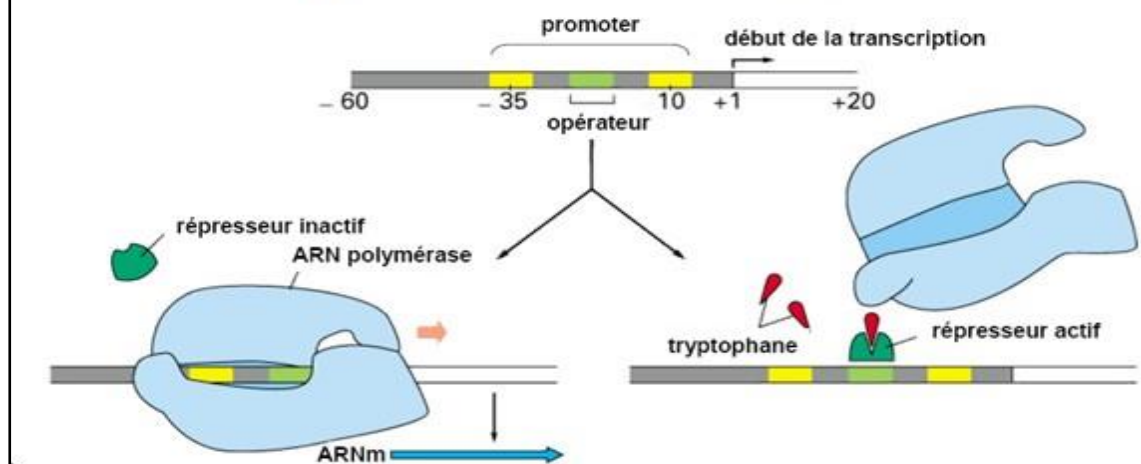 promoter
début de la transcription
– 60
– 35
10
+1
+20
opérateur
répresseur inactif
ARN polymérase
tryptophane
répresseur actif
ARNm